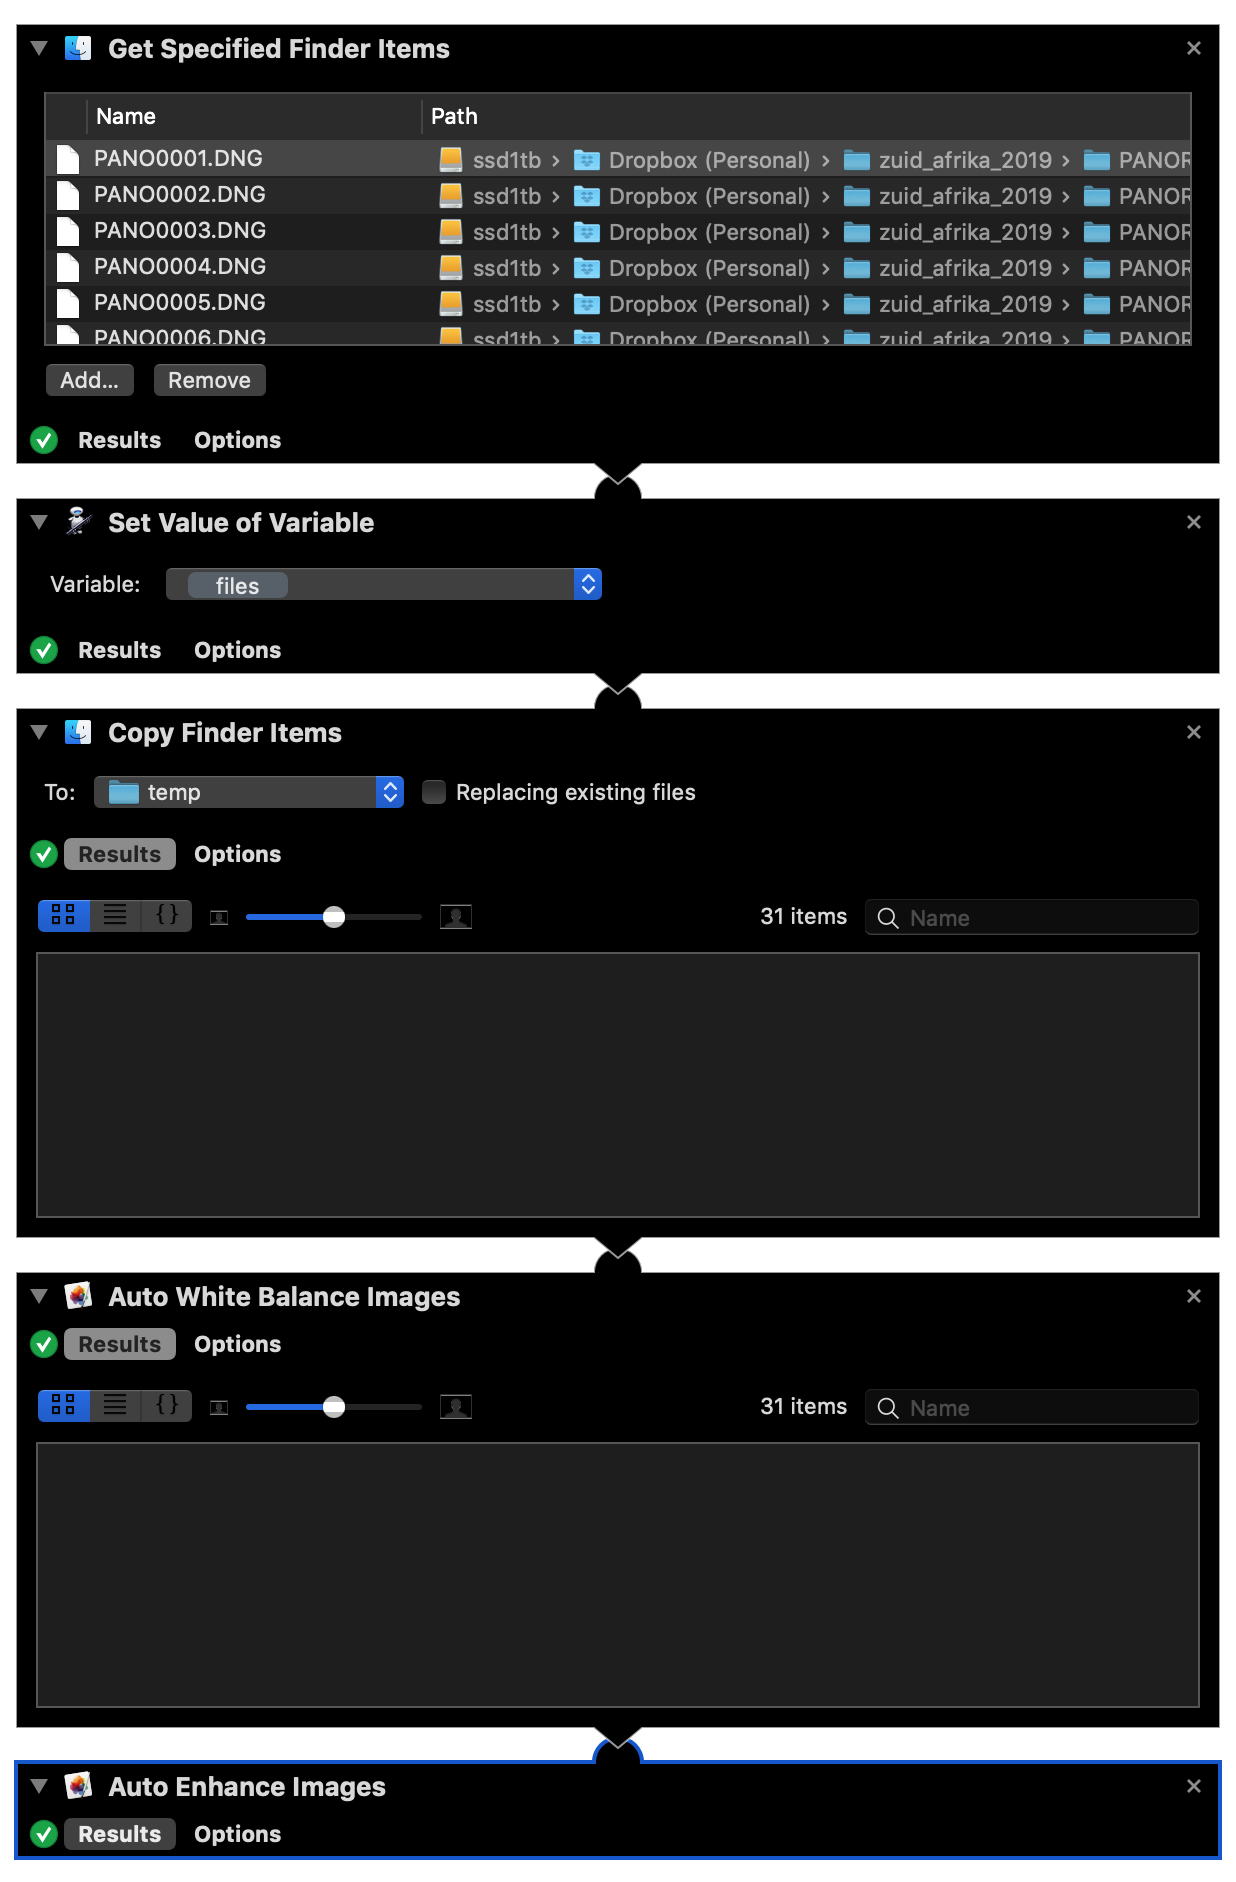 Get Specified Finder Items
Name Path
PANO0001.DNG ssd1tb › Dropbox (Personal) › zuid_afrika_2019 › PANOR
PANO0002.DNG ssd1tb › Dropbox (Personal) › zuid_afrika_2019 › PANOR
PANO0003.DNG ssd1tb › Dropbox (Personal) › zuid_afrika_2019 › PANOR
PANO0004.DNG ssd1tb › Dropbox (Personal) › zuid_afrika_2019 › PANOR
PANO0005.DNG ssd1tb › Dropbox (Personal) › zuid_afrika_2019 › PANOR
PANO0006.DNG ssd1tb › Dropbox (Personal) › zuid_afrika_2019 › PANOR
Add... Remove
Results Options
Set Value of Variable
Variable: files
Results Options
Copy Finder Items
To: temp Replacing existing files
Results Options
{} 31 items Name
Auto White Balance Images
Results Options
{} 31 items Name
Auto Enhance Images
Results Options